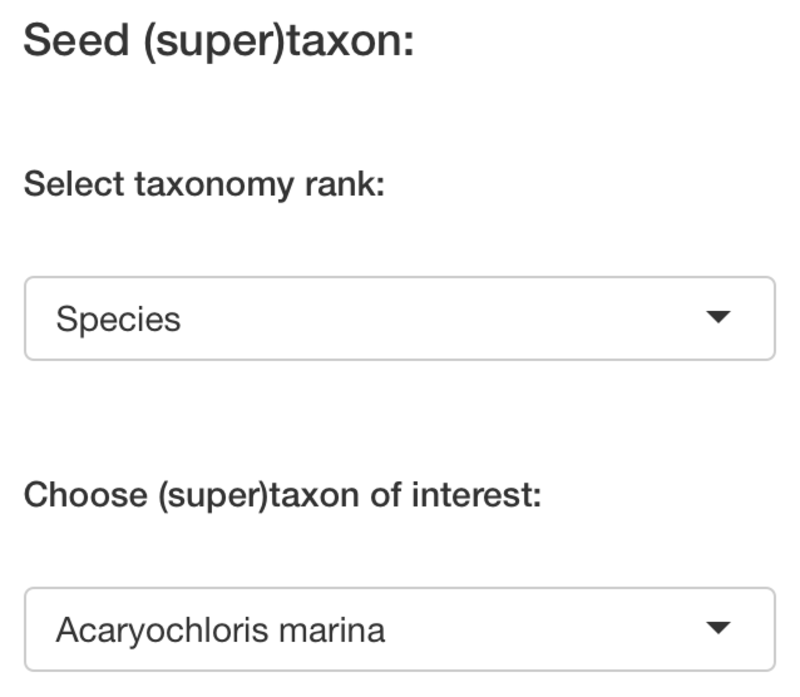 Seed (super)taxon:
Select taxonomy rank:
Species
Choose (super)taxon of interest:
Acaryochloris marina